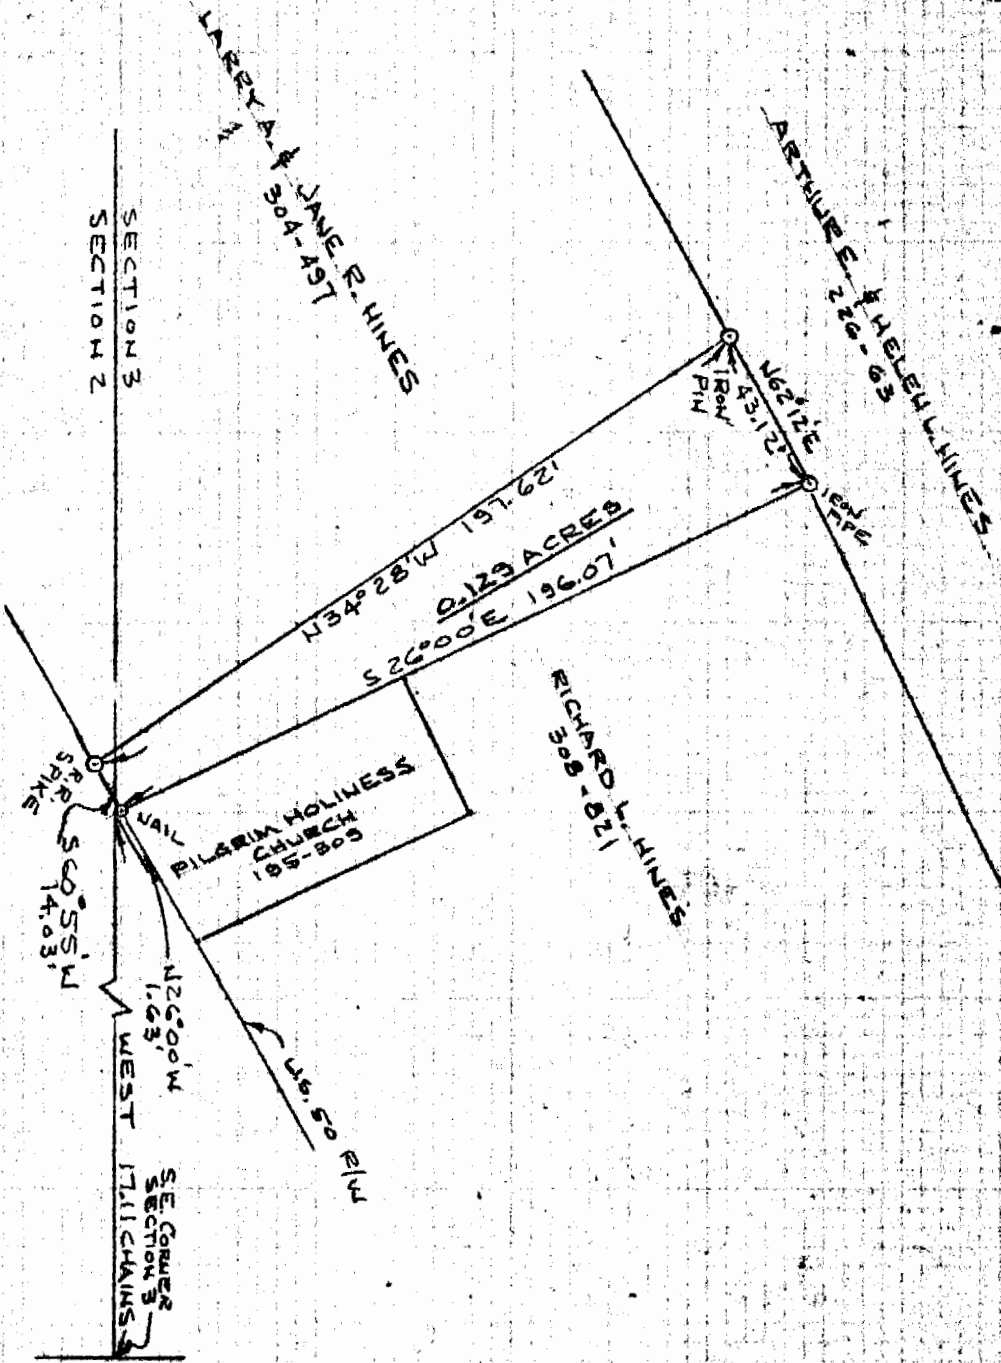 LARRY A. & JANE R. HINES
304-497
ARTHUR E. & HELEN L. HINES
226-63
SECTION 3
SECTION 2
N62°12'E
43.12'
IRON
PIN
IRON
PIPE
N34°28'W 197.62'
0.129 ACRES
S26°00'E 196.07'
RICHARD L. HINES
308-821
PILGRIM HOLINESS
CHURCH
195-809
NAIL
R.R.
SPIKE
S60°55'W
14.03'
N26°00'W
1.63'
U.S. 50 R/W
WEST 17.11 CHAINS
S.E. CORNER
SECTION 3